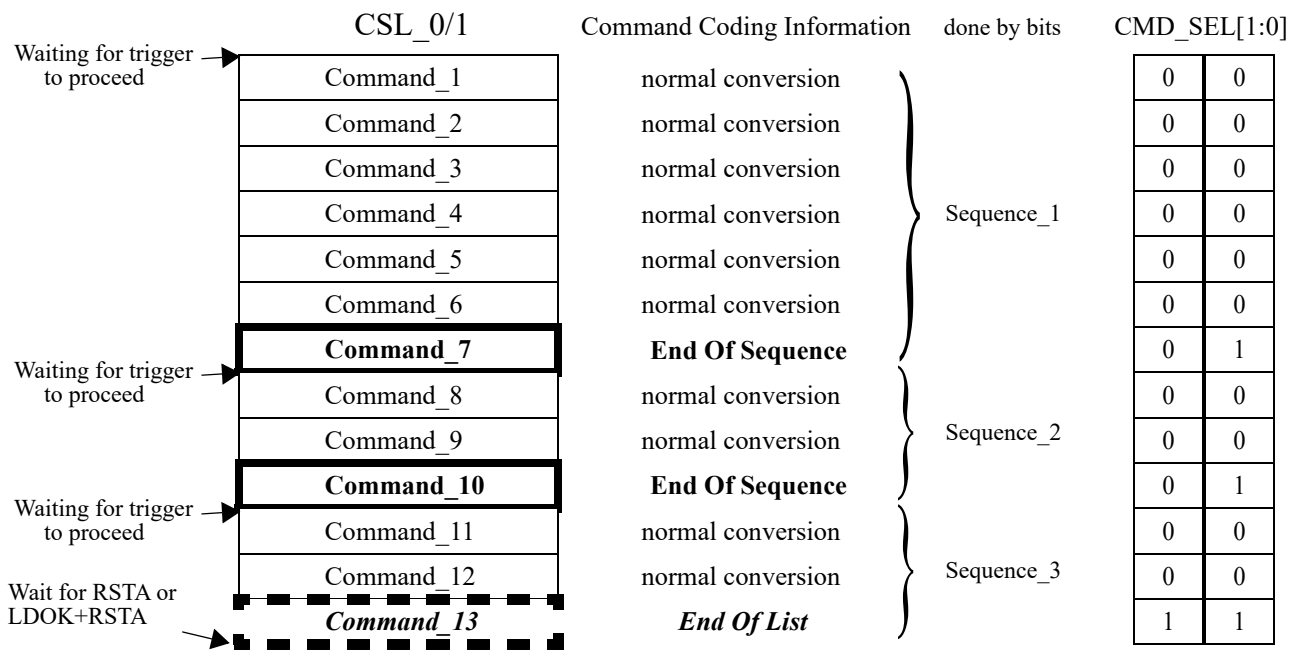 CSL_0/1 Command Coding Information done by bits CMD_SEL[1:0]
Waiting for trigger
to proceed
Command_1 normal conversion 0 0
Command_2 normal conversion 0 0
Command_3 normal conversion 0 0
Command_4 normal conversion Sequence_1 0 0
Command_5 normal conversion 0 0
Command_6 normal conversion 0 0
Command_7 End Of Sequence 0 1
Waiting for trigger
to proceed
Command_8 normal conversion 0 0
Command_9 normal conversion Sequence_2 0 0
Command_10 End Of Sequence 0 1
Waiting for trigger
to proceed
Command_11 normal conversion 0 0
Command_12 normal conversion Sequence_3 0 0
Wait for RSTA or
LDOK+RSTA
Command_13 End Of List 1 1